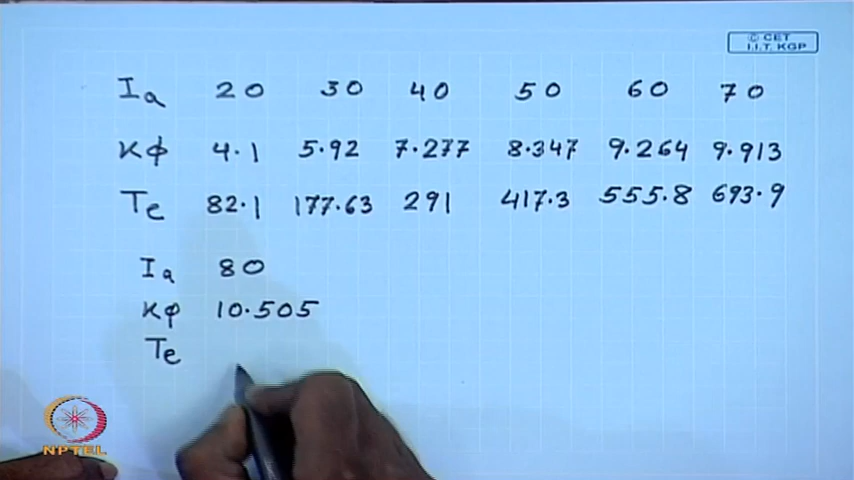 © CET
I.I.T. KGP
Ia 20 30 40 50 60 70
Kφ 4.1 5.92 7.277 8.347 9.264 9.913
Te 82.1 177.63 291 417.3 555.8 693.9
Ia 80
Kφ 10.505
Te
NPTEL